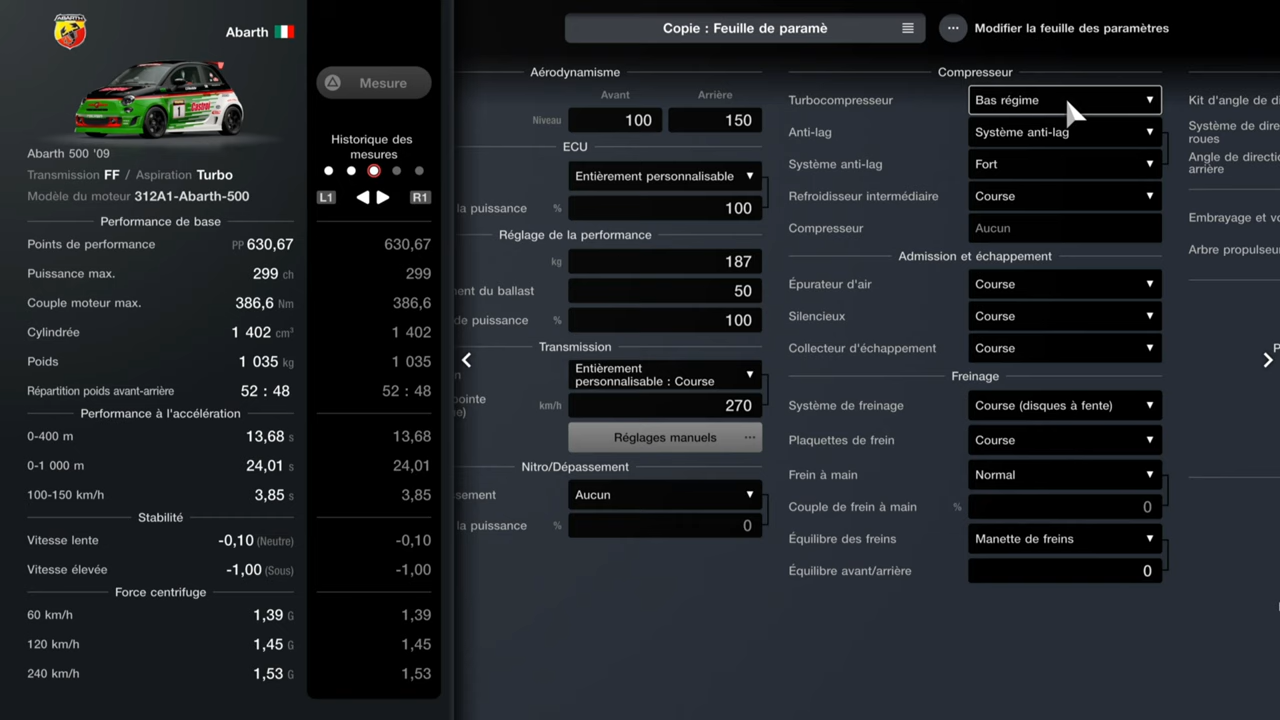 Abarth
Abarth 500 '09
Transmission FF / Aspiration Turbo
Modèle du moteur 312A1-Abarth-500
Performance de base
Points de performance PP 630,67
Puissance max. 299 ch
Couple moteur max. 386,6 Nm
Cylindrée 1 402 cm³
Poids 1 035 kg
Répartition poids avant-arrière 52 : 48
Performance à l'accélération
0-400 m 13,68 s
0-1 000 m 24,01 s
100-150 km/h 3,85 s
Stabilité
Vitesse lente -0,10 (Neutre)
Vitesse élevée -1,00 (Sous)
Force centrifuge
60 km/h 1,39 G
120 km/h 1,45 G
240 km/h 1,53 G
Mesure
Historique des
mesures
L1 R1
630,67
299
386,6
1 402
1 035
52 : 48
13,68
24,01
3,85
-0,10
-1,00
1,39
1,45
1,53
Copie : Feuille de paramè
Modifier la feuille des paramètres
Aérodynamisme
Avant Arrière
Niveau 100 150
ECU
Entièrement personnalisable
la puissance % 100
Réglage de la performance
kg 187
ent du ballast 50
de puissance % 100
Transmission
Entièrement
personnalisable : Course
pointe
km/h 270
Réglages manuels
Nitro/Dépassement
sement Aucun
la puissance % 0
Compresseur
Turbocompresseur Bas régime
Anti-lag Système anti-lag
Système anti-lag Fort
Refroidisseur intermédiaire Course
Compresseur Aucun
Admission et échappement
Épurateur d'air Course
Silencieux Course
Collecteur d'échappement Course
Freinage
Système de freinage Course (disques à fente)
Plaquettes de frein Course
Frein à main Normal
Couple de frein à main % 0
Équilibre des freins Manette de freins
Équilibre avant/arrière 0
Kit d'angle de di
Système de dire
roues
Angle de directi
arrière
Embrayage et vo
Arbre propulseu